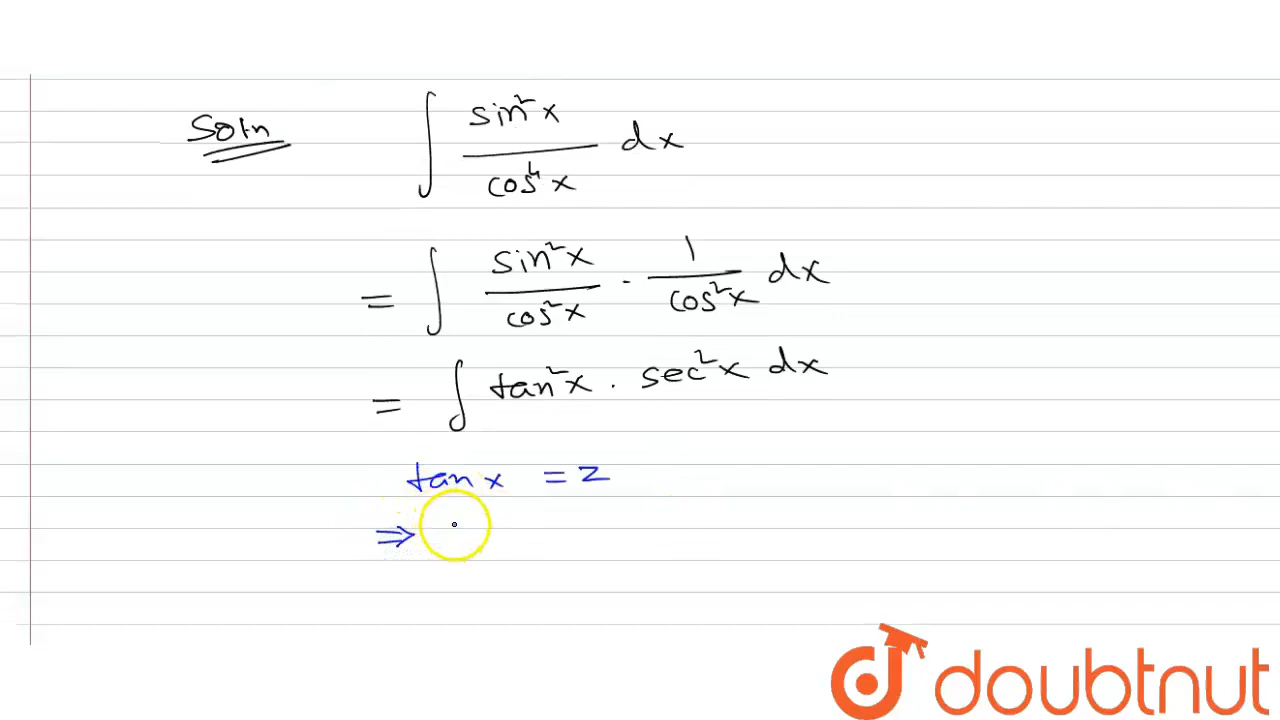 Soln ∫ sin²x / cos⁴x dx
= ∫ sin²x / cos²x · 1 / cos²x dx
= ∫ tan²x · sec²x dx
tan x = z
⇒
doubtnut